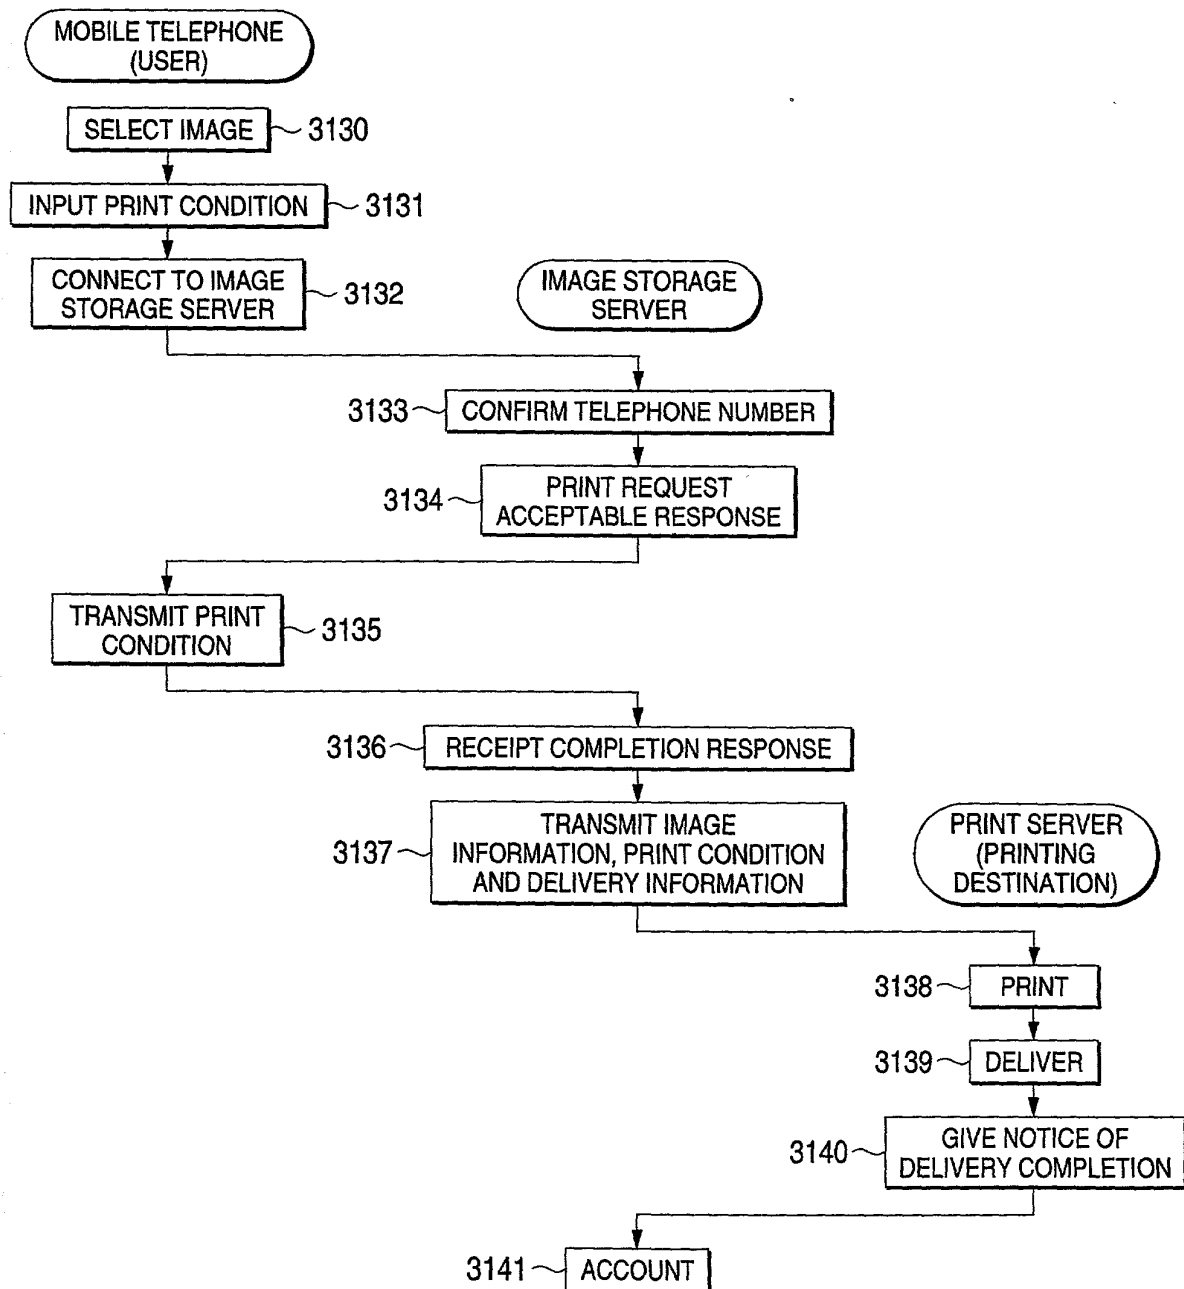 MOBILE TELEPHONE
(USER)
SELECT IMAGE
3130
INPUT PRINT CONDITION
3131
CONNECT TO IMAGE
STORAGE SERVER
3132
IMAGE STORAGE
SERVER
3133
CONFIRM TELEPHONE NUMBER
3134
PRINT REQUEST
ACCEPTABLE RESPONSE
TRANSMIT PRINT
CONDITION
3135
3136
RECEIPT COMPLETION RESPONSE
3137
TRANSMIT IMAGE
INFORMATION, PRINT CONDITION
AND DELIVERY INFORMATION
PRINT SERVER
(PRINTING
DESTINATION)
3138
PRINT
3139
DELIVER
3140
GIVE NOTICE OF
DELIVERY COMPLETION
3141
ACCOUNT